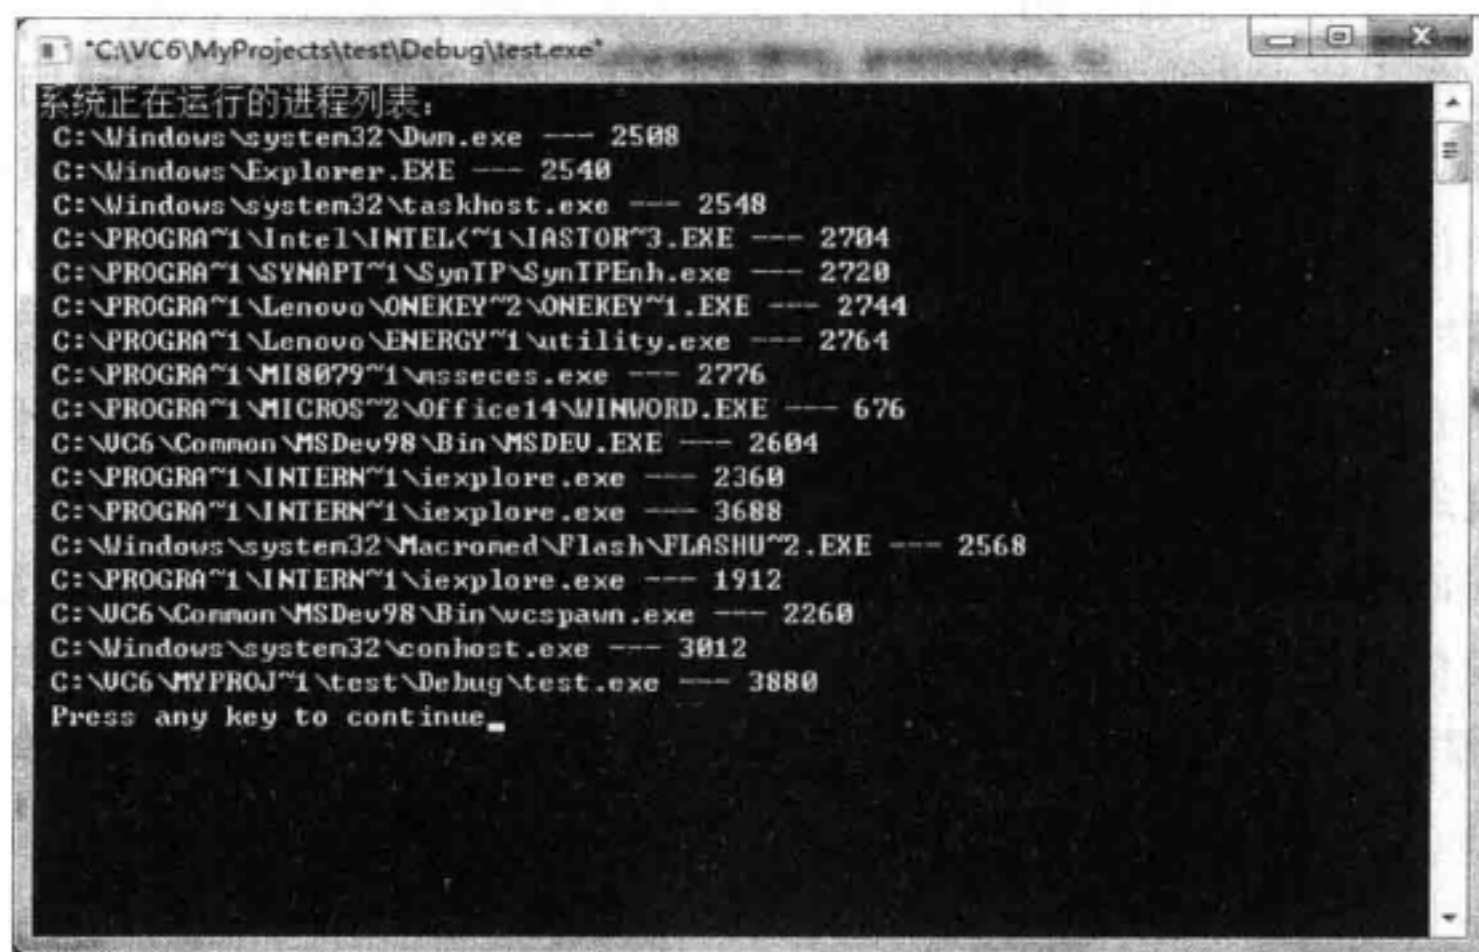 "C:\VC6\MyProjects\test\Debug\test.exe"
系统正在运行的进程列表：
C:\Windows\system32\Dwm.exe --- 2508
C:\Windows\Explorer.EXE --- 2540
C:\Windows\system32\taskhost.exe --- 2548
C:\PROGRA~1\Intel\INTEL(~1\IASTOR~3.EXE --- 2704
C:\PROGRA~1\SYNAPT~1\SynTP\SynTPEnh.exe --- 2720
C:\PROGRA~1\Lenovo\ONEKEY~2\ONEKEY~1.EXE --- 2744
C:\PROGRA~1\Lenovo\ENERGY~1\utility.exe --- 2764
C:\PROGRA~1\MI8079~1\msseces.exe --- 2776
C:\PROGRA~1\MICROS~2\Office14\WINWORD.EXE --- 676
C:\VC6\Common\MSDev98\Bin\MSDEV.EXE --- 2604
C:\PROGRA~1\INTERN~1\iexplore.exe --- 2360
C:\PROGRA~1\INTERN~1\iexplore.exe --- 3688
C:\Windows\system32\Macromed\Flash\FLASHU~2.EXE --- 2568
C:\PROGRA~1\INTERN~1\iexplore.exe --- 1912
C:\VC6\Common\MSDev98\Bin\vcspawn.exe --- 2260
C:\Windows\system32\conhost.exe --- 3012
C:\VC6\MYPROJ~1\test\Debug\test.exe --- 3880
Press any key to continue_